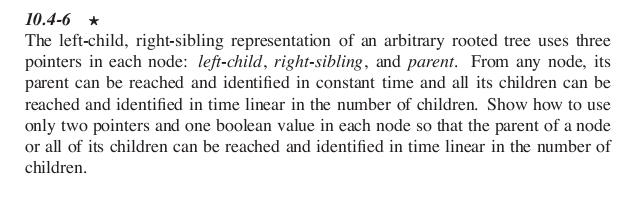 10.4-6 ★
The left-child, right-sibling representation of an arbitrary rooted tree uses three
pointers in each node: left-child, right-sibling, and parent. From any node, its
parent can be reached and identified in constant time and all its children can be
reached and identified in time linear in the number of children. Show how to use
only two pointers and one boolean value in each node so that the parent of a node
or all of its children can be reached and identified in time linear in the number of
children.